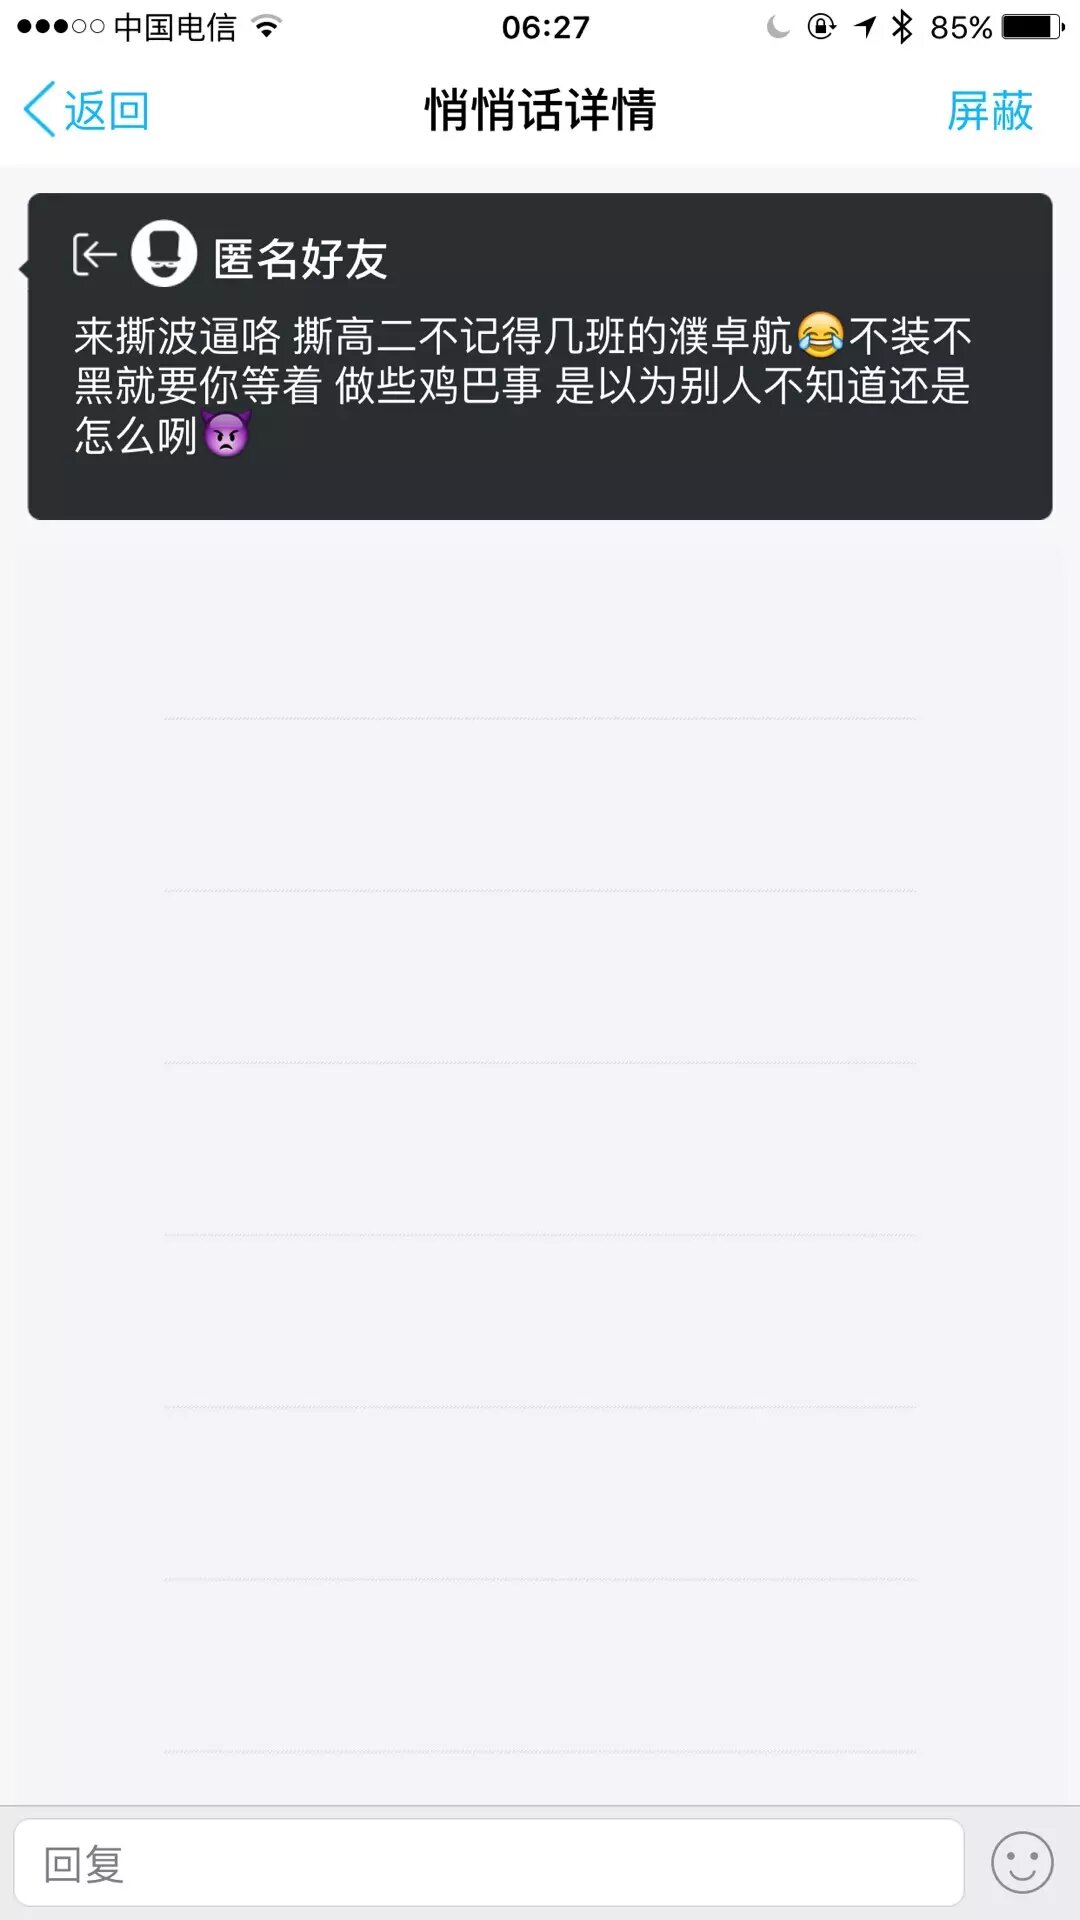 中国电信
06:27
85%
返回
悄悄话详情
屏蔽
匿名好友
来撕波逼咯 撕高二不记得几班的濮卓航😂不装不
黑就要你等着 做些鸡巴事 是以为别人不知道还是
怎么咧👿
回复